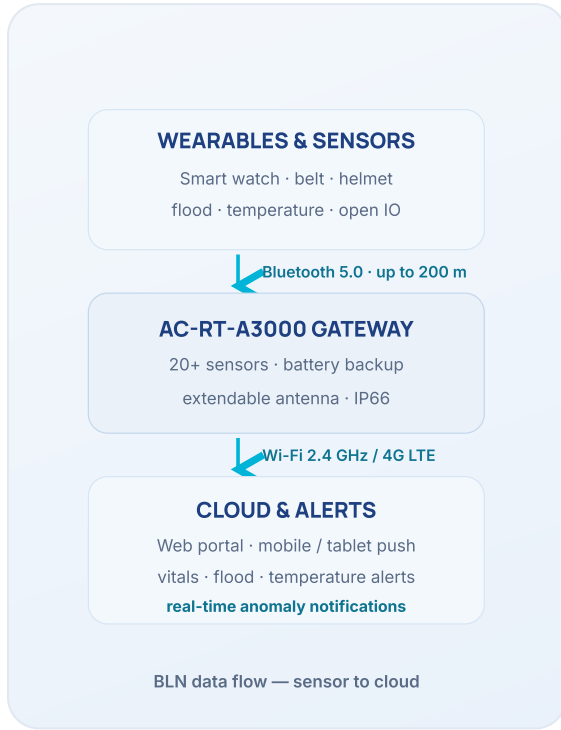 WEARABLES & SENSORS
Smart watch · belt · helmet
flood · temperature · open IO
Bluetooth 5.0 · up to 200 m
AC-RT-A3000 GATEWAY
20+ sensors · battery backup
extendable antenna · IP66
Wi-Fi 2.4 GHz / 4G LTE
CLOUD & ALERTS
Web portal · mobile / tablet push
vitals · flood · temperature alerts
real-time anomaly notifications
BLN data flow — sensor to cloud